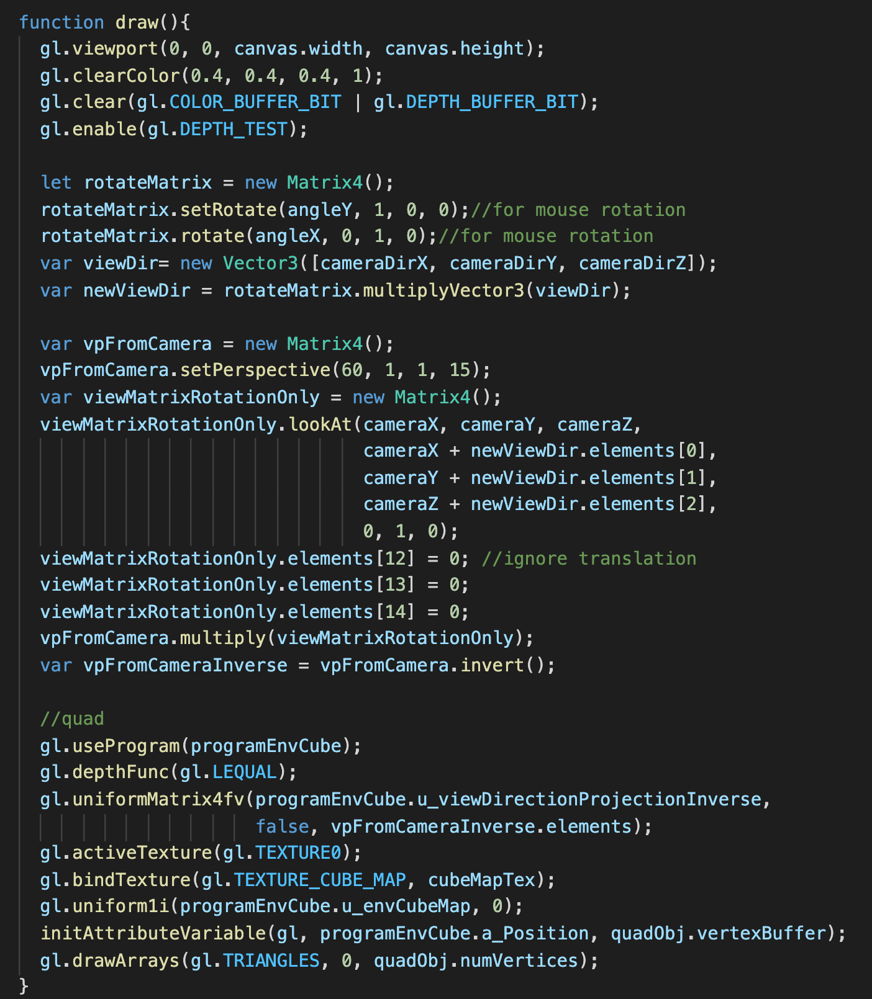 function draw(){
gl.viewport(0, 0, canvas.width, canvas.height);
gl.clearColor(0.4, 0.4, 0.4, 1);
gl.clear(gl.COLOR_BUFFER_BIT | gl.DEPTH_BUFFER_BIT);
gl.enable(gl.DEPTH_TEST);
let rotateMatrix = new Matrix4();
rotateMatrix.setRotate(angleY, 1, 0, 0);//for mouse rotation
rotateMatrix.rotate(angleX, 0, 1, 0);//for mouse rotation
var viewDir= new Vector3([cameraDirX, cameraDirY, cameraDirZ]);
var newViewDir = rotateMatrix.multiplyVector3(viewDir);
var vpFromCamera = new Matrix4();
vpFromCamera.setPerspective(60, 1, 1, 15);
var viewMatrixRotationOnly = new Matrix4();
viewMatrixRotationOnly.lookAt(cameraX, cameraY, cameraZ,
cameraX + newViewDir.elements[0],
cameraY + newViewDir.elements[1],
cameraZ + newViewDir.elements[2],
0, 1, 0);
viewMatrixRotationOnly.elements[12] = 0; //ignore translation
viewMatrixRotationOnly.elements[13] = 0;
viewMatrixRotationOnly.elements[14] = 0;
vpFromCamera.multiply(viewMatrixRotationOnly);
var vpFromCameraInverse = vpFromCamera.invert();
//quad
gl.useProgram(programEnvCube);
gl.depthFunc(gl.LEQUAL);
gl.uniformMatrix4fv(programEnvCube.u_viewDirectionProjectionInverse,
false, vpFromCameraInverse.elements);
gl.activeTexture(gl.TEXTURE0);
gl.bindTexture(gl.TEXTURE_CUBE_MAP, cubeMapTex);
gl.uniform1i(programEnvCube.u_envCubeMap, 0);
initAttributeVariable(gl, programEnvCube.a_Position, quadObj.vertexBuffer);
gl.drawArrays(gl.TRIANGLES, 0, quadObj.numVertices);
}